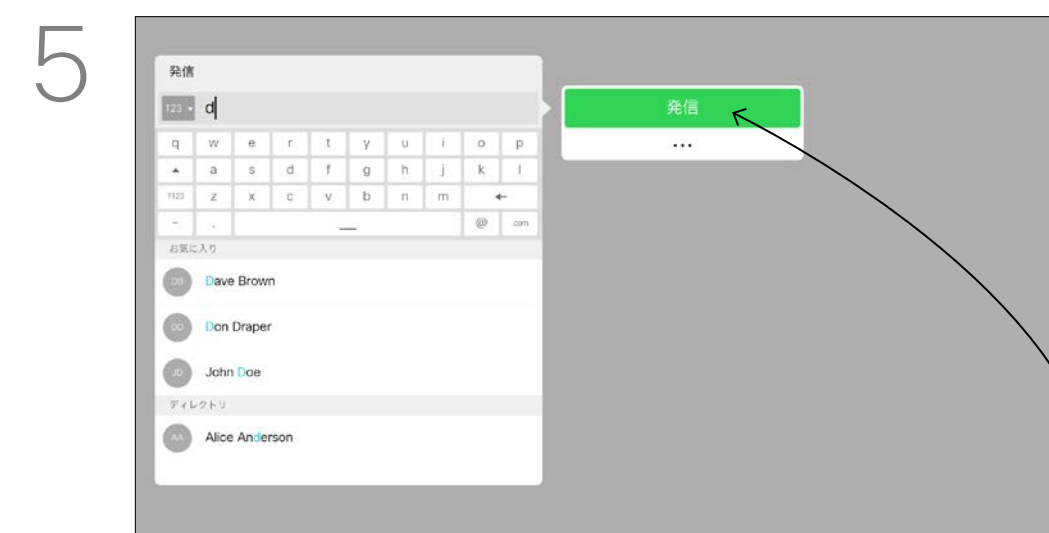 5
発信
123
d
発信
•••
q w e r t y u i o p
a s d f g h j k l
?123 z x c v b n m
- . @ .com
お気に入り
DB Dave Brown
DD Don Draper
JD John Doe
ディレクトリ
AA Alice Anderson